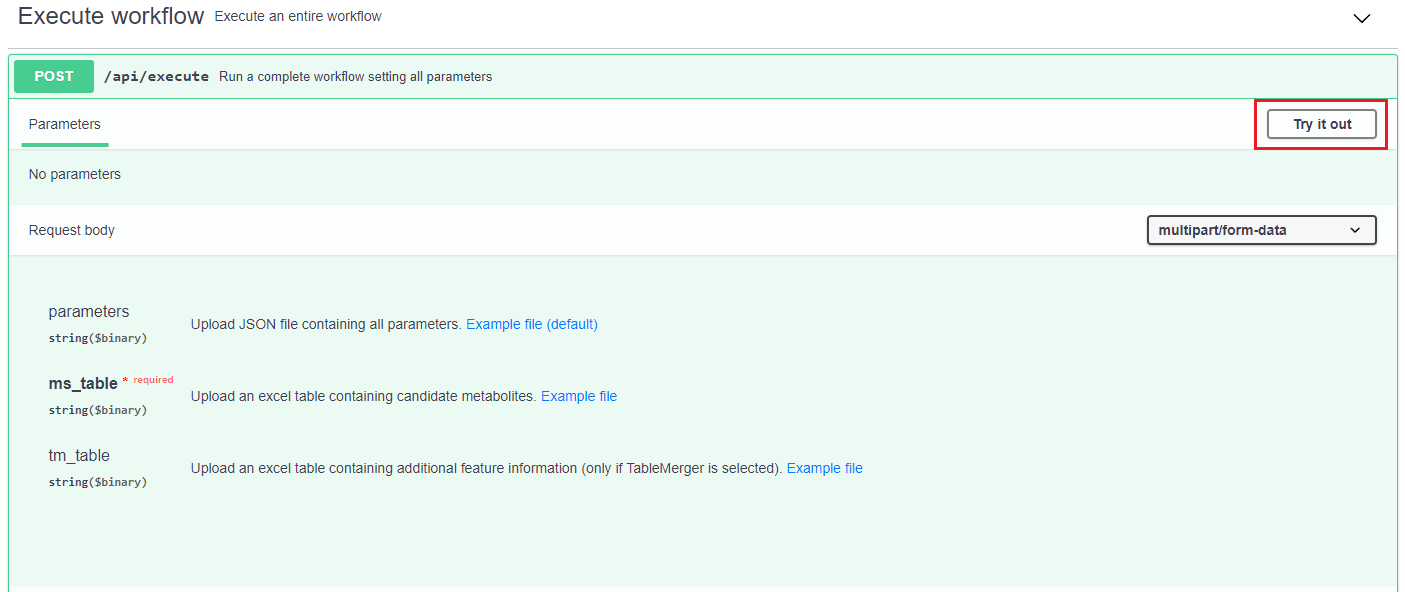 Execute workflow Execute an entire workflow
POST /api/execute Run a complete workflow setting all parameters
Parameters Try it out
No parameters
Request body multipart/form-data
parameters
string($binary)
Upload JSON file containing all parameters. Example file (default)
ms_table * required
string($binary)
Upload an excel table containing candidate metabolites. Example file
tm_table
string($binary)
Upload an excel table containing additional feature information (only if TableMerger is selected). Example file